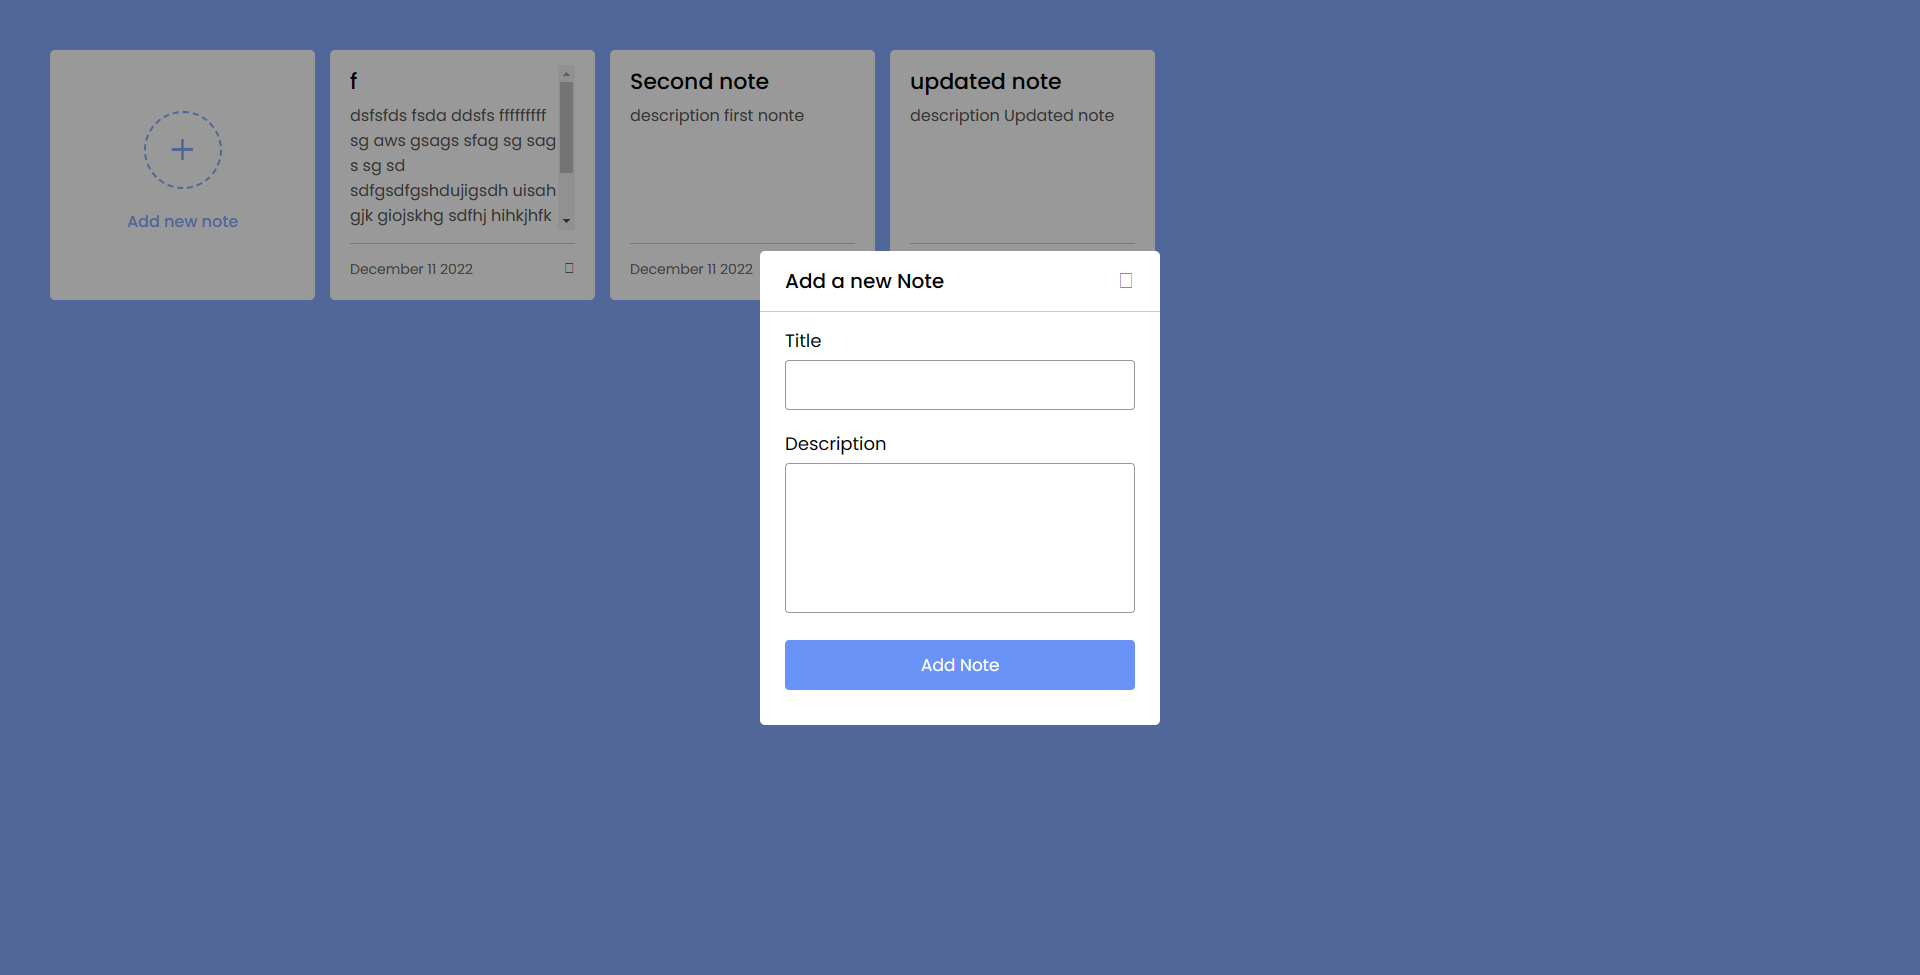 Add new note
f
dsfsfds fsda ddsfs fffffffff
sg aws gsags sfag sg sag
s sg sd
sdfgsdfgshdujigsdh uisah
gjk giojskhg sdfhj hihkjhfk
December 11 2022
Second note
description first nonte
December 11 2022
updated note
description Updated note
Add a new Note
Title
Description
Add Note